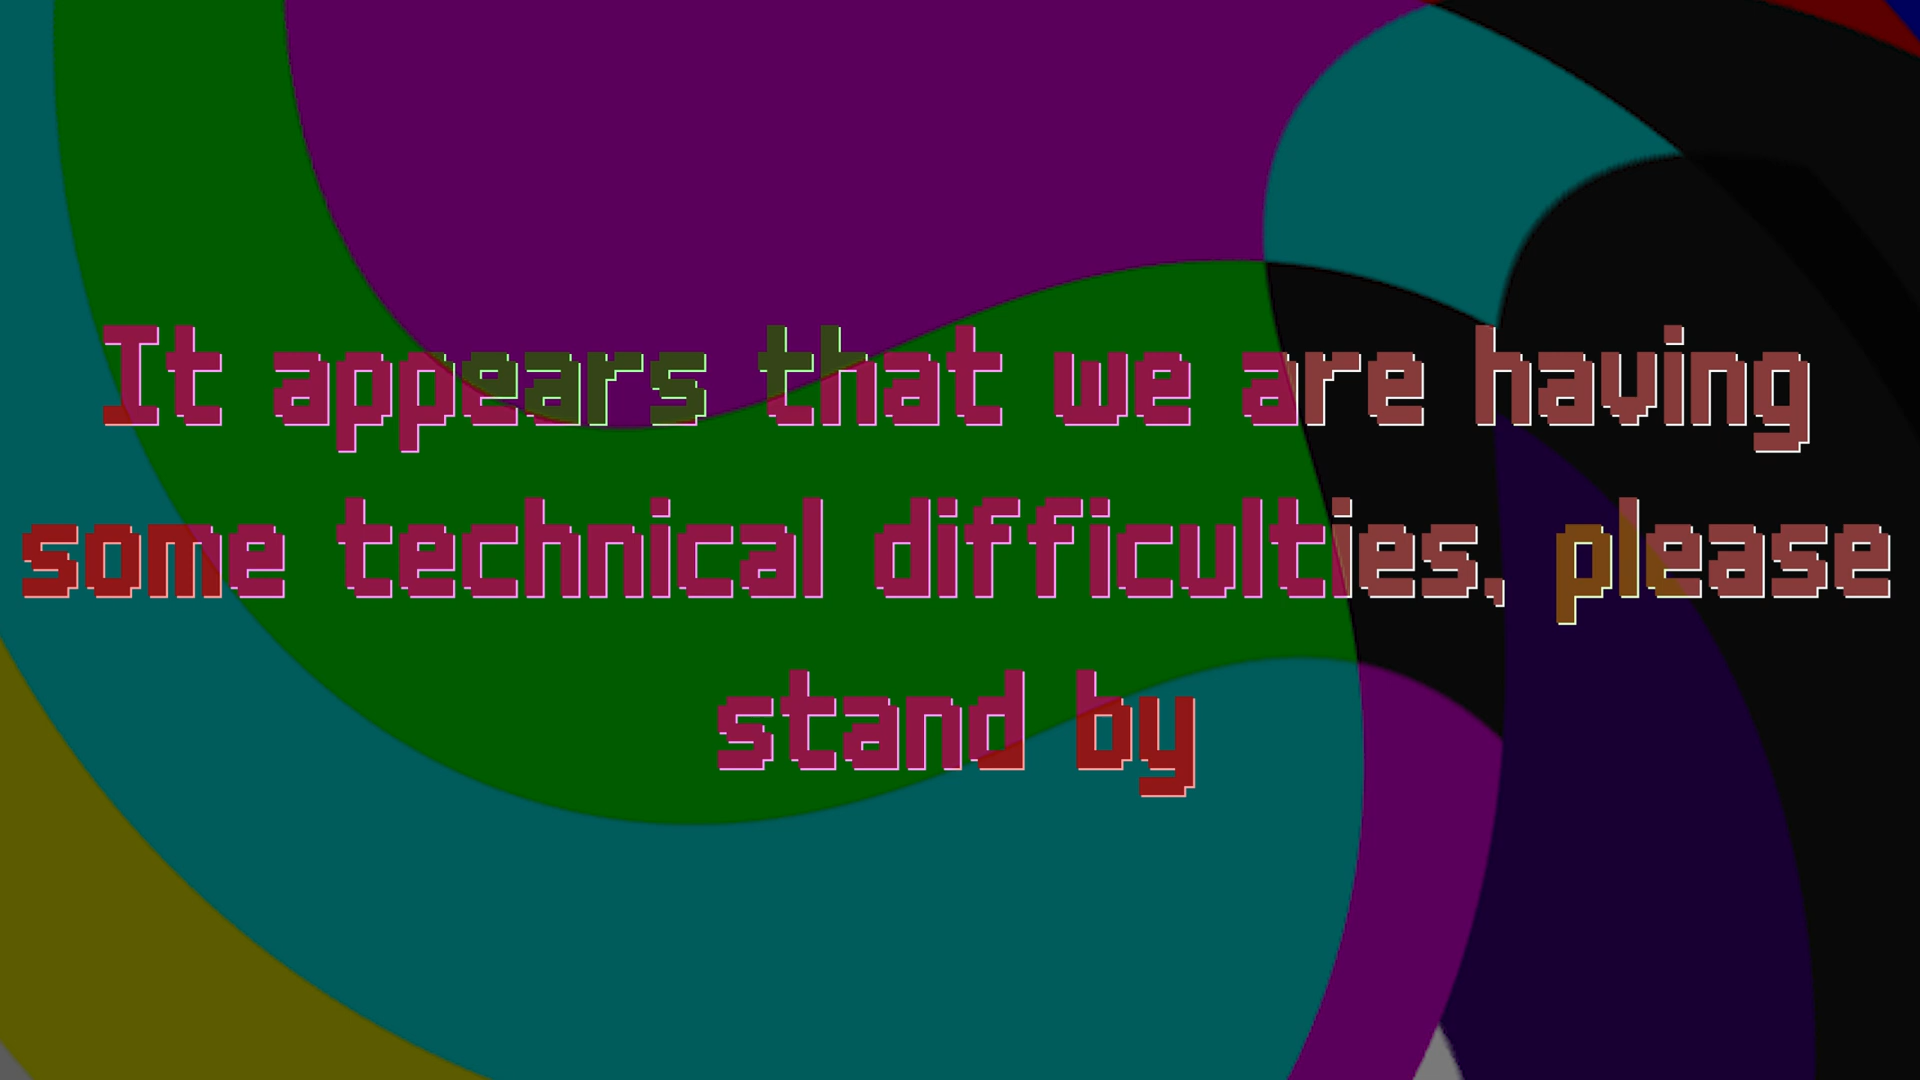 It appears that we are having
some technical difficulties, please
stand by